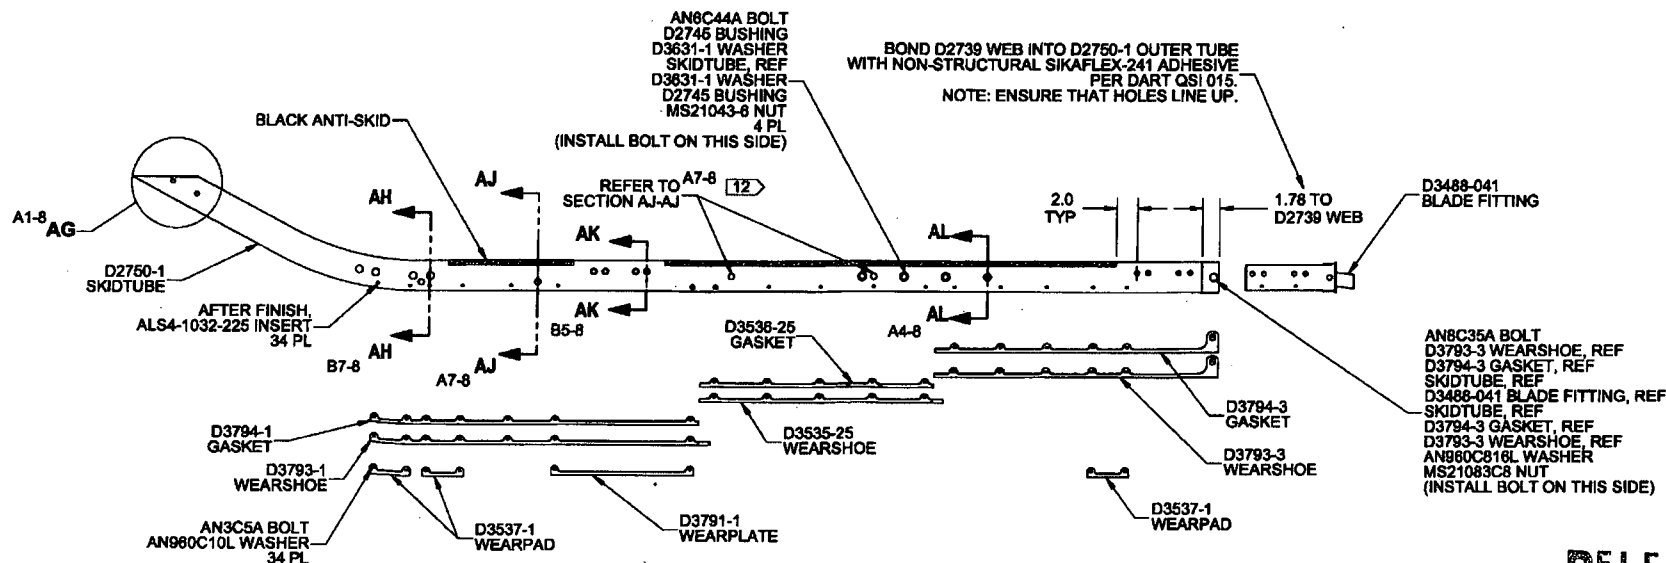 AN6C44A BOLT
D2745 BUSHING
D3631-1 WASHER
SKIDTUBE, REF
D3631-1 WASHER
D2745 BUSHING
MS21043-6 NUT
4 PL
(INSTALL BOLT ON THIS SIDE)
BOND D2739 WEB INTO D2750-1 OUTER TUBE
WITH NON-STRUCTURAL SIKAFLEX-241 ADHESIVE
PER DART QSI 015.
NOTE: ENSURE THAT HOLES LINE UP.
BLACK ANTI-SKID
AH
AJ
REFER TO A7-8 12
SECTION AJ-AJ
AK
AL
2.0
TYP
1.78 TO
D2739 WEB
D3488-041
BLADE FITTING
A1-8 AG
D2750-1
SKIDTUBE
AFTER FINISH,
ALS4-1032-225 INSERT
34 PL
AH
B7-8
AJ
A7-8
AK
B5-8
AL
A4-8
D3536-25
GASKET
D3535-25
WEARSHOE
D3794-3
GASKET
D3793-3
WEARSHOE
D3794-1
GASKET
D3793-1
WEARSHOE
AN3C5A BOLT
AN960C10L WASHER
34 PL
D3537-1
WEARPAD
D3791-1
WEARPLATE
D3537-1
WEARPAD
AN8C35A BOLT
D3793-3 WEARSHOE, REF
D3794-3 GASKET, REF
SKIDTUBE, REF
D3488-041 BLADE FITTING, REF
SKIDTUBE, REF
D3794-3 GASKET, REF
D3793-3 WEARSHOE, REF
AN960C816L WASHER
MS21083C8 NUT
(INSTALL BOLT ON THIS SIDE)